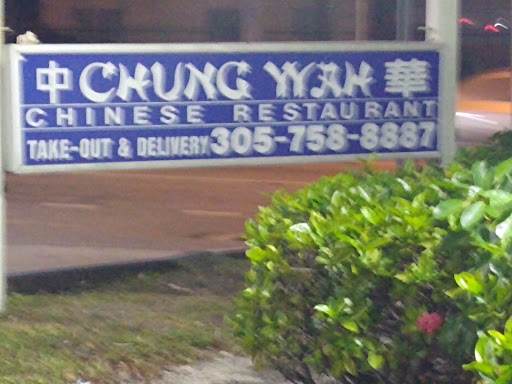 中 CHUNG WAH 華
CHINESE RESTAURANT
TAKE-OUT & DELIVERY 305-758-8887